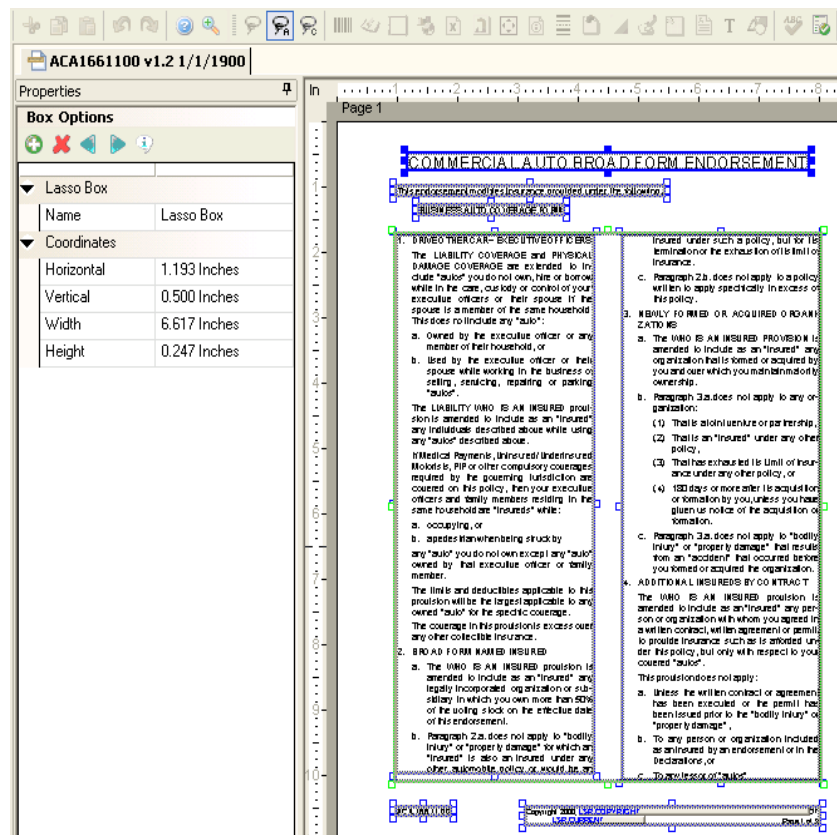 ACA1661100 v1.2 1/1/1900
Properties
In
1 2 3 4 5 6 7 8
Page 1
Box Options
Lasso Box
Name Lasso Box
Coordinates
Horizontal 1.193 Inches
Vertical 0.500 Inches
Width 6.617 Inches
Height 0.247 Inches
COMMERCIAL AUTO BROAD FORM ENDORSEMENT
This endorsement modifies insurance provided under the following:
BUSINESS AUTO COVERAGE FORM
1. DRIVE OTHER CAR – EXECUTIVE OFFICERS
The LIABILITY COVERAGE and PHYSICAL
DAMAGE COVERAGE are extended to in-
clude "autos" you do not own, hire or borrow
while in the care, custody or control of your
executive officers or their spouse if the
spouse is a member of the same household
This does no linclude any "auto":
a. Owned by the executive officer or any
member of their household, or
b. Used by the executive officer or their
spouse while working in the business of
selling, servicing, repairing or parking
"autos".
The LIABILITY WHO IS AN INSURED provi-
sion is amended to include as an "insured"
any individuals described above while using
any "autos" described above.
If Medical Payments, Uninsured/Underinsured
Motorists, PIP or other compulsory coverages
required by the governing jurisdiction are
covered on this policy, then your executive
officers and family members residing in the
same household are "insureds" while:
a. occupying, or
b. a pedestrian when being struck by
any "auto" you do not own except any "auto"
owned by that executive officer or family
member.
The limits and deductibles applicable to this
provision will be the largest applicable to any
owned "auto" for the specific coverage.
The coverage in this provision is excess over
any other collectible insurance.
2. BROAD FORM NAMED INSURED
a. The WHO IS AN INSURED provision is
amended to include as an "insured" any
legally incorporated organization or sub-
sidiary in which you own more than 50%
of the voting stock on the effective date
of this endorsement.
b. Paragraph 2.a. does not apply to "bodily
injury" or "property damage" for which an
"insured" is also an insured under any
other automobile policy or would be an
insured under such a policy, but for its
termination or the exhaustion of its limit of
insurance.
c. Paragraph 2.b. does not apply to a policy
written to apply specifically in excess of
this policy.
3. NEWLY FORMED OR ACQUIRED ORGANI-
ZATIONS
a. The WHO IS AN INSURED PROVISION is
amended to include as an "insured" any
organization that is formed or acquired by
you and over which you maintain majority
ownership.
b. Paragraph 3.a. does not apply to any or-
ganization:
(1) That is a joint venture or partnership,
(2) That is an "insured" under any other
policy,
(3) That has exhausted its Limit of Insur-
ance under any other policy, or
(4) 180 days or more after its acquisition
or formation by you, unless you have
given us notice of the acquisition or
formation.
c. Paragraph 3.a. does not apply to "bodily
injury" or "property damage" that results
from an "accident" that occurred before
you formed or acquired the organization.
4. ADDITIONAL INSUREDS BY CONTRACT
The WHO IS AN INSURED provision is
amended to include as an "insured" any per-
son or organization with whom you agreed in
a written contract, written agreement or permit,
to provide insurance such as is afforded un-
der this policy, but only with respect to your
covered "autos".
This provision does not apply:
a. Unless the written contract or agreement
has been executed or the permit has
been issued prior to the "bodily injury" or
"property damage",
b. To any person or organization included
as an insured by an endorsement or in the
Declarations, or
c. To any lessor of "autos"
Copyright 2000
Page 1 of 3